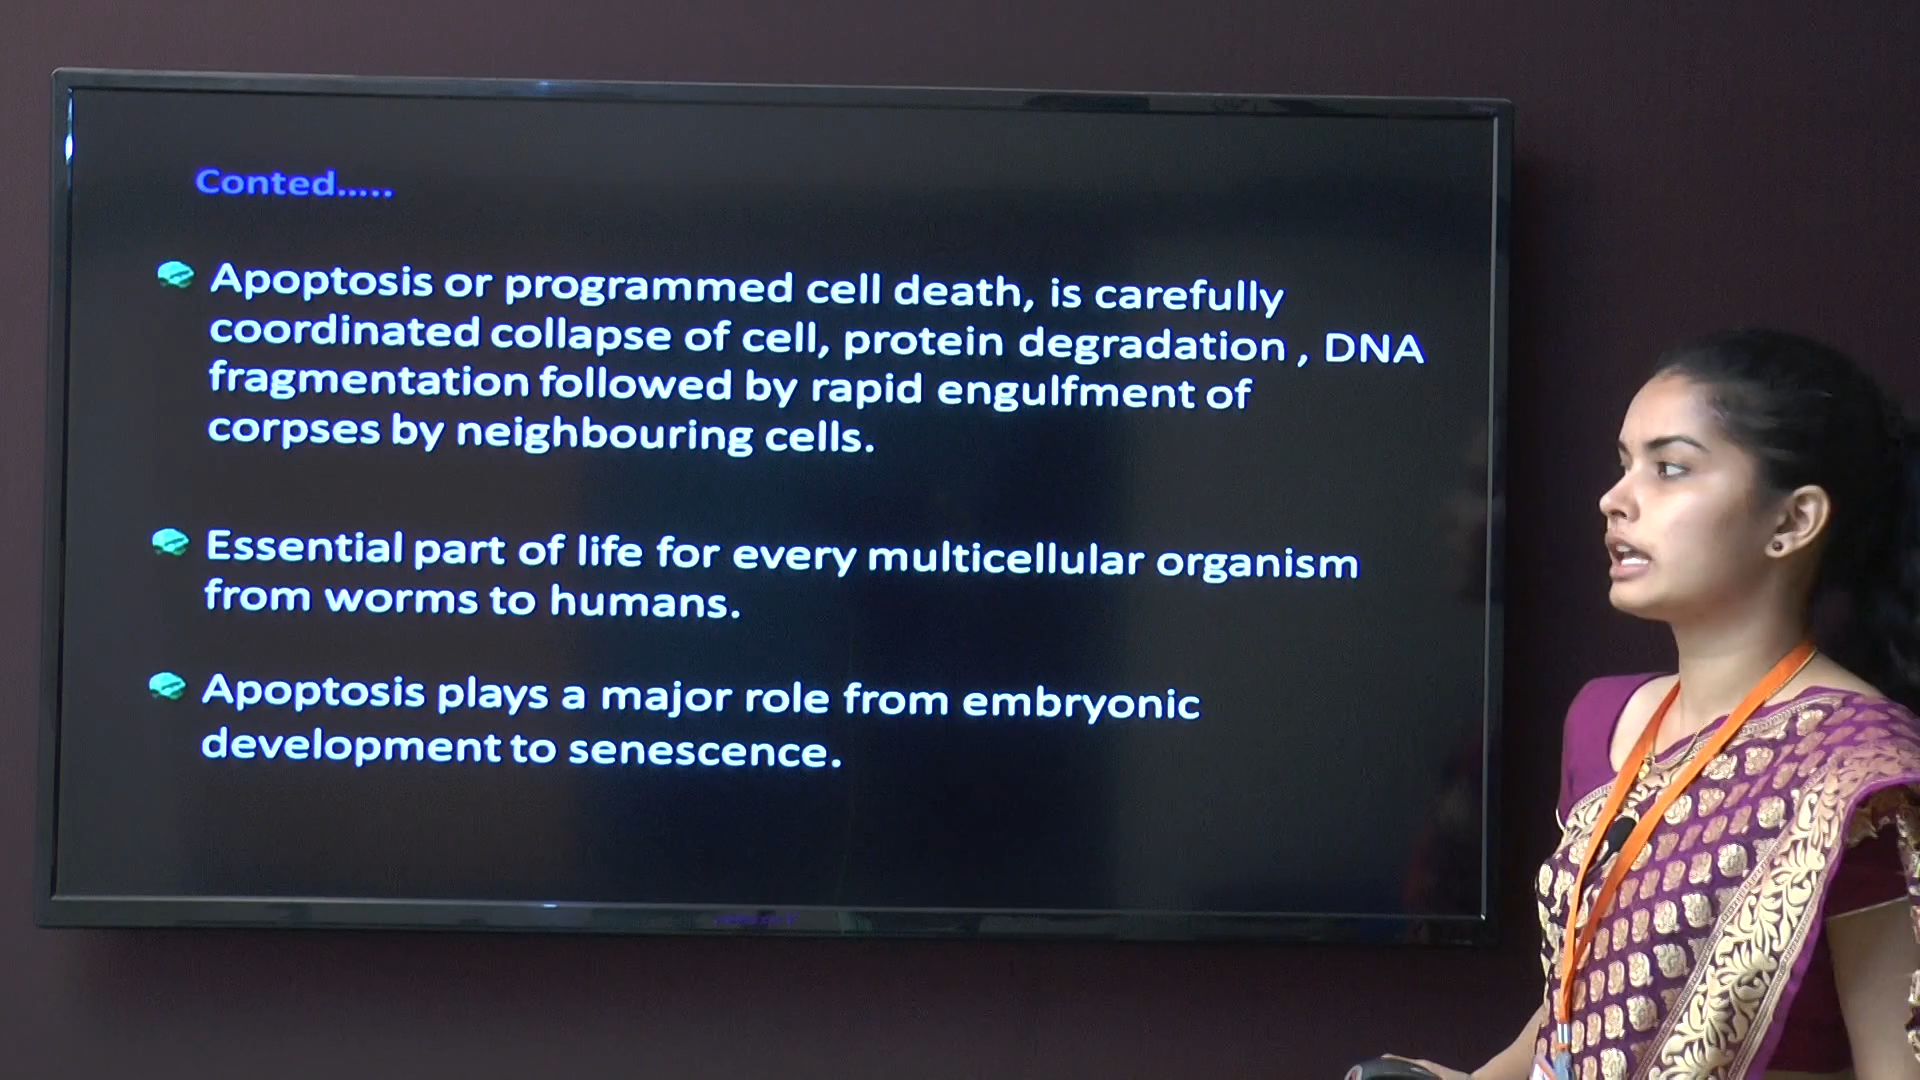 Conted.....
Apoptosis or programmed cell death, is carefully
coordinated collapse of cell, protein degradation , DNA
fragmentation followed by rapid engulfment of
corpses by neighbouring cells.
Essential part of life for every multicellular organism
from worms to humans.
Apoptosis plays a major role from embryonic
development to senescence.